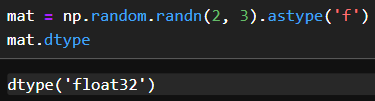 mat = np.random.randn(2, 3).astype('f')
mat.dtype
dtype('float32')